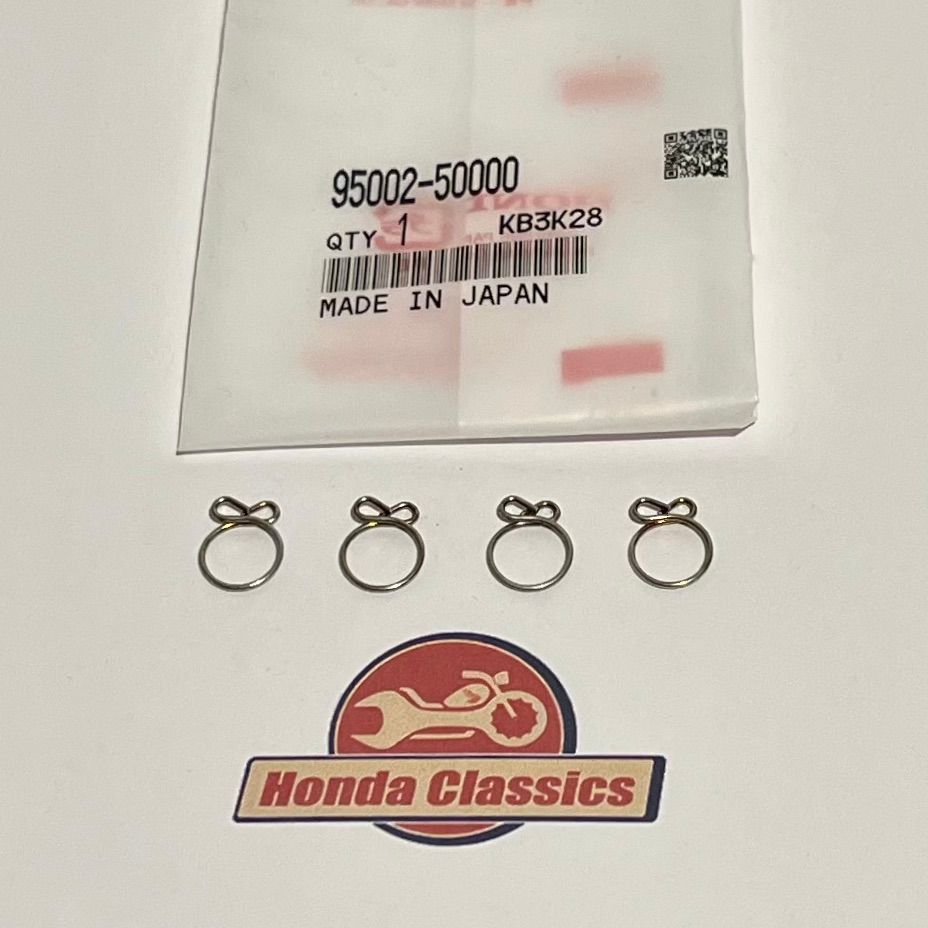 95002-50000
QTY 1 KB3K28
MADE IN JAPAN
Honda Classics